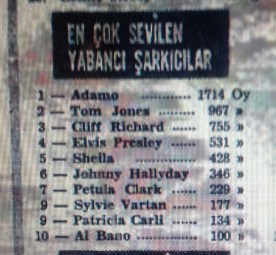 EN ÇOK SEVİLEN
YABANCI ŞARKICILAR
1 — Adamo ............ 1714 Oy
2 — Tom Jones ........ 967 »
3 — Cliff Richard ...... 755 »
4 — Elvis Presley ...... 531 »
5 — Sheila ............ 428 »
6 — Johnny Hallyday 346 »
7 — Petula Clark ...... 229 »
9 — Sylvie Vartan ...... 177 »
9 — Patricia Carli ...... 134 »
10 — Al Bano ............ 100 »